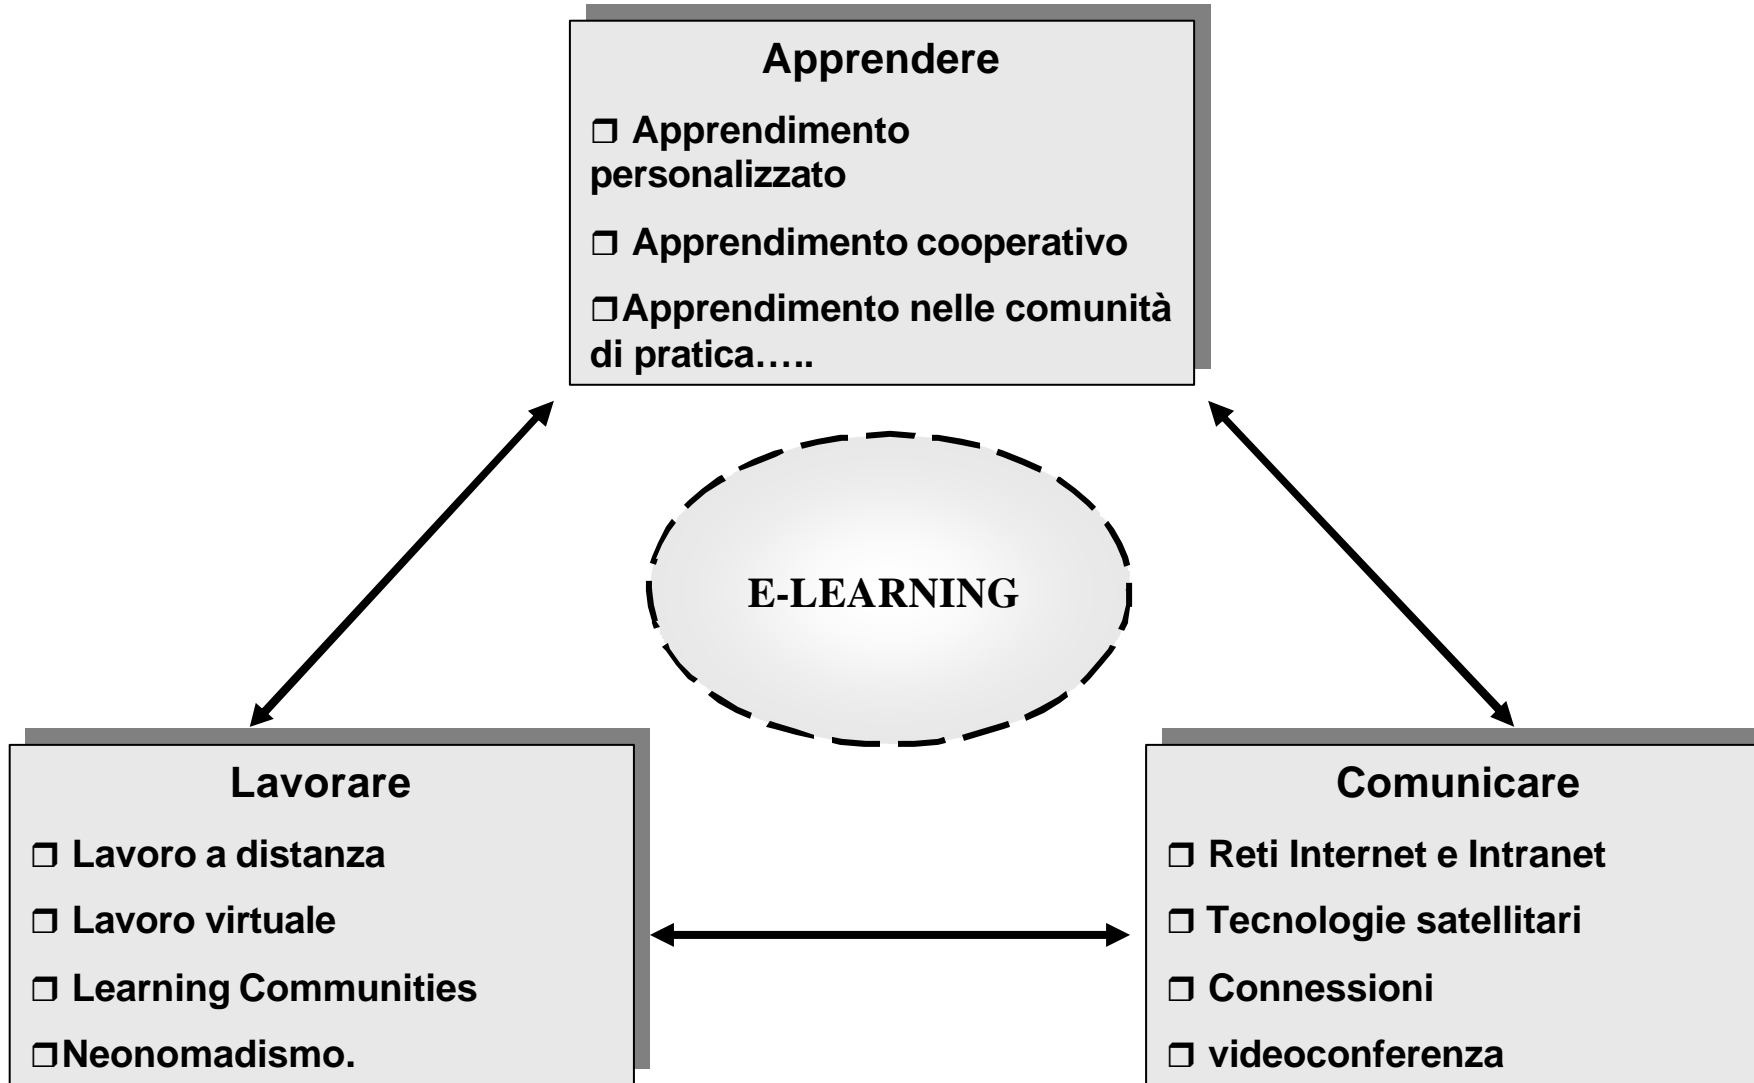 Apprendere
❒ Apprendimento
personalizzato
❒ Apprendimento cooperativo
❒Apprendimento nelle comunità
di pratica…..
E-LEARNING
Lavorare
❒ Lavoro a distanza
❒ Lavoro virtuale
❒ Learning Communities
❒Neonomadismo.
Comunicare
❒ Reti Internet e Intranet
❒ Tecnologie satellitari
❒ Connessioni
❒ videoconferenza